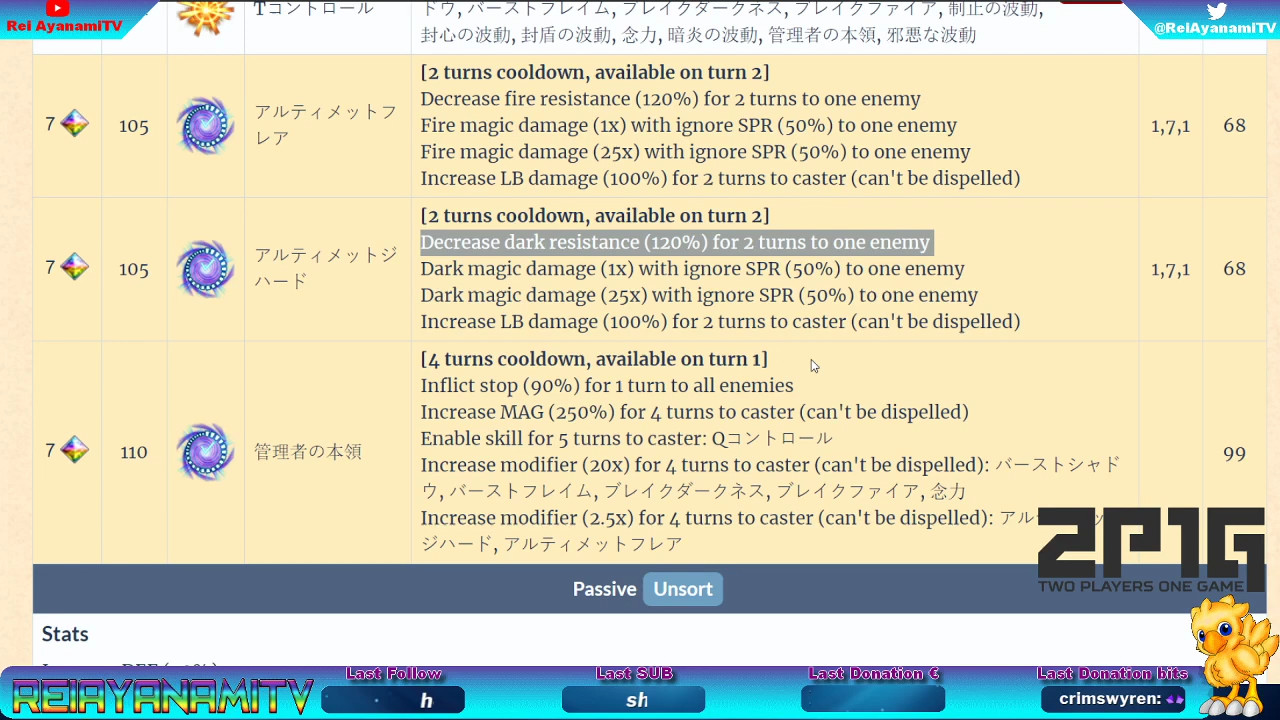 Rei AyanamiTV
@ReiAyanamiTV
Tコントロール
ドウ, バーストフレイム, ブレイクダークネス, ブレイクファイア, 制止の波動,
封心の波動, 封盾の波動, 念力, 暗炎の波動, 管理者の本領, 邪悪な波動
7
105
アルティメットフ
レア
[2 turns cooldown, available on turn 2]
Decrease fire resistance (120%) for 2 turns to one enemy
Fire magic damage (1x) with ignore SPR (50%) to one enemy
Fire magic damage (25x) with ignore SPR (50%) to one enemy
Increase LB damage (100%) for 2 turns to caster (can't be dispelled)
1,7,1
68
7
105
アルティメットジ
ハード
[2 turns cooldown, available on turn 2]
Decrease dark resistance (120%) for 2 turns to one enemy
Dark magic damage (1x) with ignore SPR (50%) to one enemy
Dark magic damage (25x) with ignore SPR (50%) to one enemy
Increase LB damage (100%) for 2 turns to caster (can't be dispelled)
1,7,1
68
7
110
管理者の本領
[4 turns cooldown, available on turn 1]
Inflict stop (90%) for 1 turn to all enemies
Increase MAG (250%) for 4 turns to caster (can't be dispelled)
Enable skill for 5 turns to caster: Qコントロール
Increase modifier (20x) for 4 turns to caster (can't be dispelled): バーストシャド
ウ, バーストフレイム, ブレイクダークネス, ブレイクファイア, 念力
Increase modifier (2.5x) for 4 turns to caster (can't be dispelled):
ジハード, アルティメットフレア
99
2P1G
TWO PLAYERS ONE GAME
Passive Unsort
Stats
REIAYANAMITV
Last Follow
h
Last SUB
sh
Last Donation €
Last Donation bits
crimswyren: